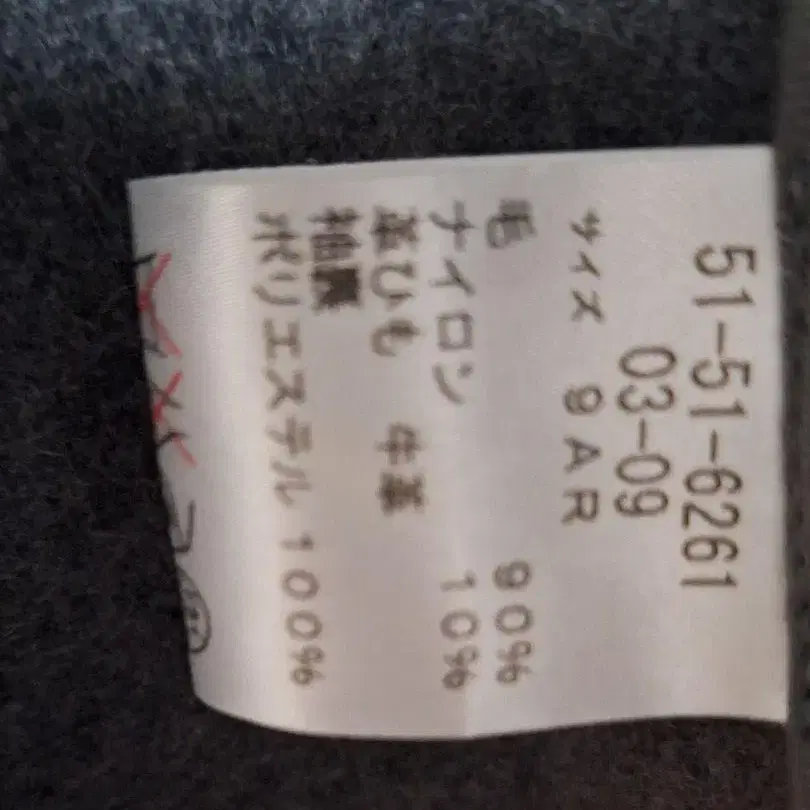 51-51-6261
03-09
サイズ 9AR
毛 90%
ナイロン 10%
革ひも 牛革
袖裏
ポリエステル 100%